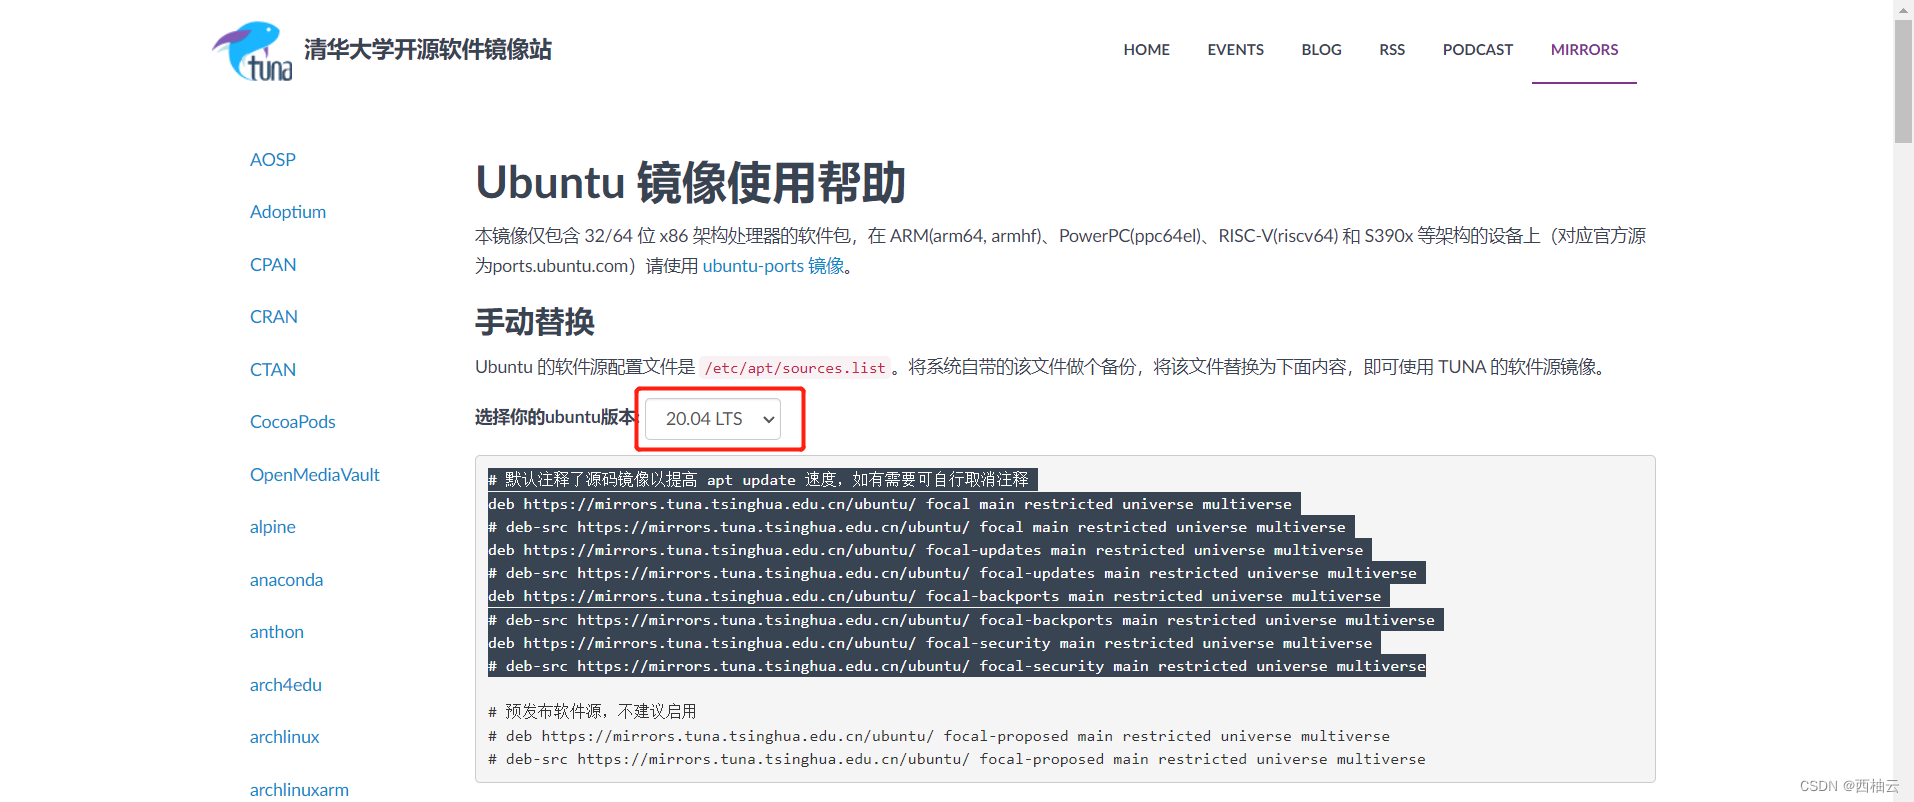 tuna
清华大学开源软件镜像站
HOME EVENTS BLOG RSS PODCAST MIRRORS
AOSP
Adoptium
CPAN
CRAN
CTAN
CocoaPods
OpenMediaVault
alpine
anaconda
anthon
arch4edu
archlinux
archlinuxarm
Ubuntu 镜像使用帮助
本镜像仅包含 32/64 位 x86 架构处理器的软件包，在 ARM(arm64, armhf)、PowerPC(ppc64el)、RISC-V(riscv64) 和 S390x 等架构的设备上（对应官方源
为ports.ubuntu.com）请使用 ubuntu-ports 镜像。
手动替换
Ubuntu 的软件源配置文件是 /etc/apt/sources.list 。将系统自带的该文件做个备份，将该文件替换为下面内容，即可使用 TUNA 的软件源镜像。
选择你的ubuntu版本: 20.04 LTS
# 默认注释了源码镜像以提高 apt update 速度，如有需要可自行取消注释
deb https://mirrors.tuna.tsinghua.edu.cn/ubuntu/ focal main restricted universe multiverse
# deb-src https://mirrors.tuna.tsinghua.edu.cn/ubuntu/ focal main restricted universe multiverse
deb https://mirrors.tuna.tsinghua.edu.cn/ubuntu/ focal-updates main restricted universe multiverse
# deb-src https://mirrors.tuna.tsinghua.edu.cn/ubuntu/ focal-updates main restricted universe multiverse
deb https://mirrors.tuna.tsinghua.edu.cn/ubuntu/ focal-backports main restricted universe multiverse
# deb-src https://mirrors.tuna.tsinghua.edu.cn/ubuntu/ focal-backports main restricted universe multiverse
deb https://mirrors.tuna.tsinghua.edu.cn/ubuntu/ focal-security main restricted universe multiverse
# deb-src https://mirrors.tuna.tsinghua.edu.cn/ubuntu/ focal-security main restricted universe multiverse
# 预发布软件源，不建议启用
# deb https://mirrors.tuna.tsinghua.edu.cn/ubuntu/ focal-proposed main restricted universe multiverse
# deb-src https://mirrors.tuna.tsinghua.edu.cn/ubuntu/ focal-proposed main restricted universe multiverse
CSDN @西柚云